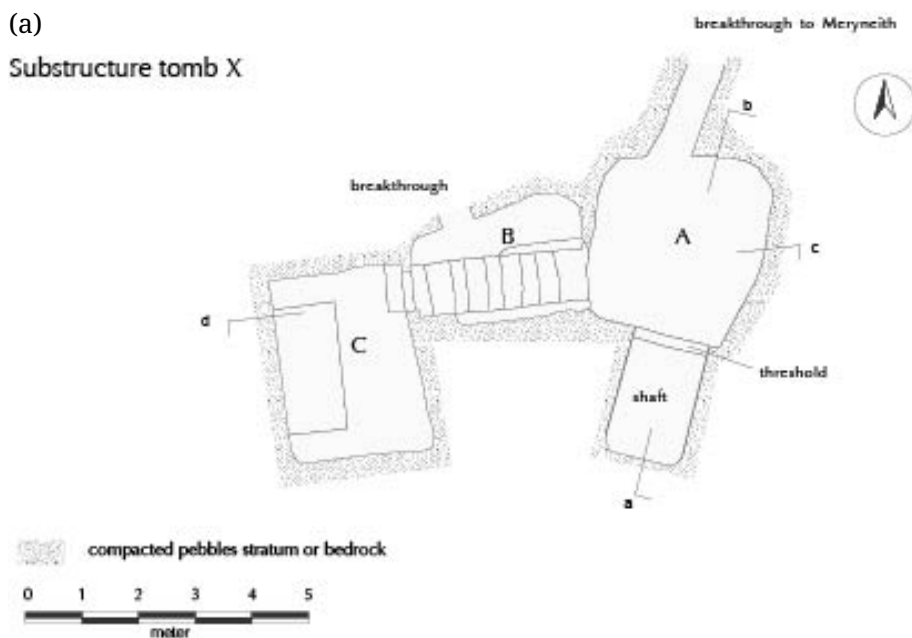 (a)
breakthrough to Meryneith
Substructure tomb X
b
breakthrough
B
A
c
d
C
threshold
shaft
a
compacted pebbles stratum or bedrock
0 1 2 3 4 5
meter